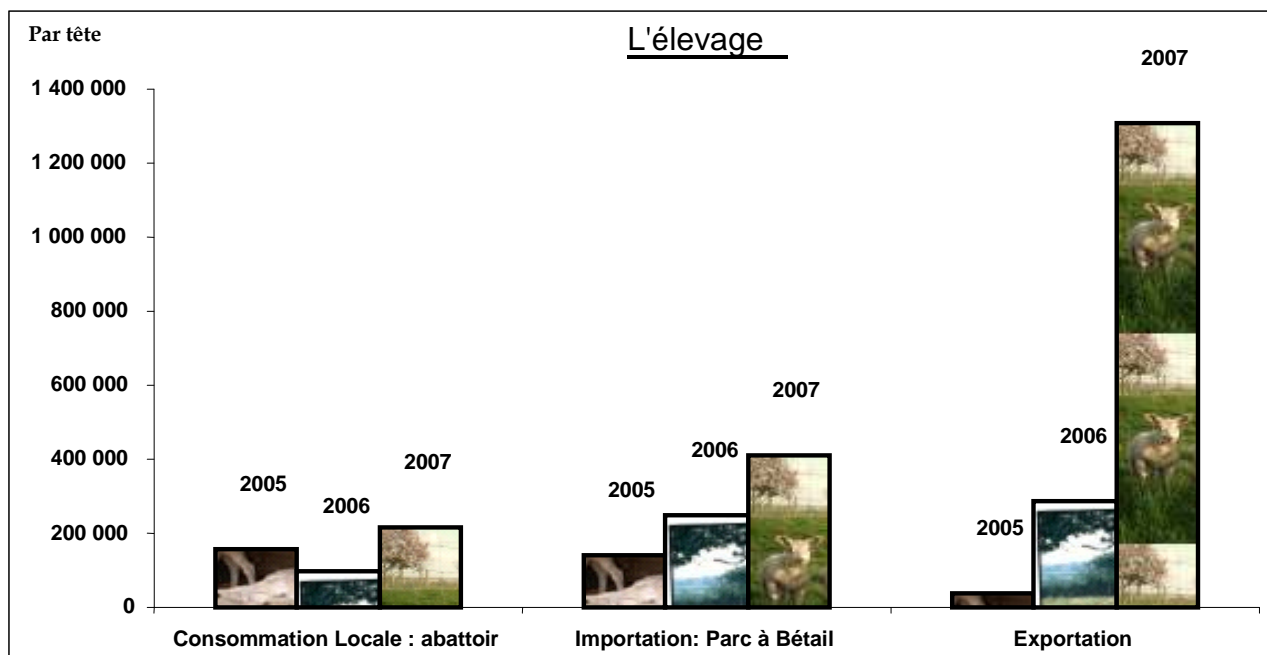 Par tête
L'élevage
2007
1 400 000
1 200 000
1 000 000
800 000
600 000
400 000
200 000
0
2005
2006
2007
2005
2006
2007
2005
2006
Consommation Locale : abattoir
Importation: Parc à Bétail
Exportation